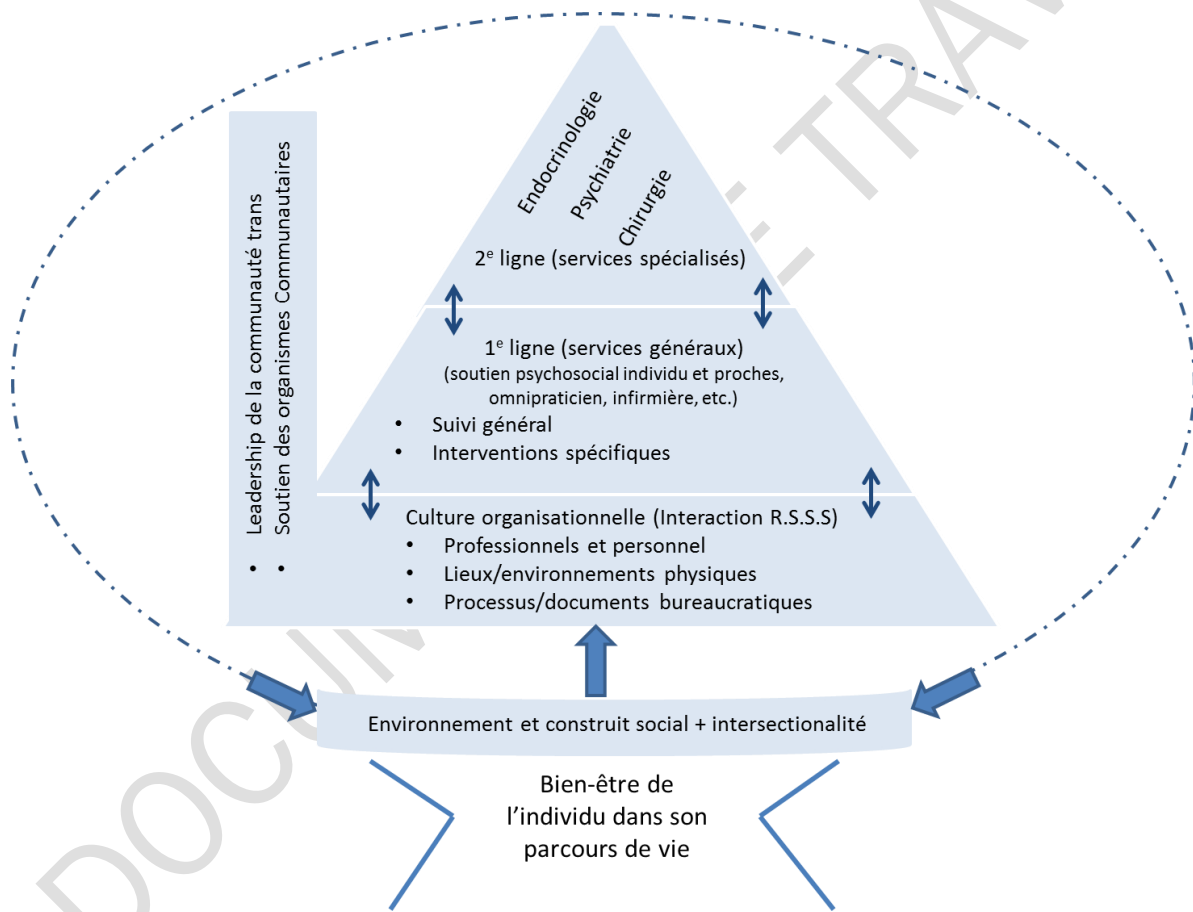 Endocrinologie
Psychiatrie
Chirurgie
2e ligne (services spécialisés)
1e ligne (services généraux)
(soutien psychosocial individu et proches,
omnipraticien, infirmière, etc.)
• Suivi général
• Interventions spécifiques
Culture organisationnelle (Interaction R.S.S.S)
• Professionnels et personnel
• Lieux/environnements physiques
• Processus/documents bureaucratiques
• Leadership de la communauté trans
• Soutien des organismes Communautaires
Environnement et construit social + intersectionalité
Bien-être de
l’individu dans son
parcours de vie